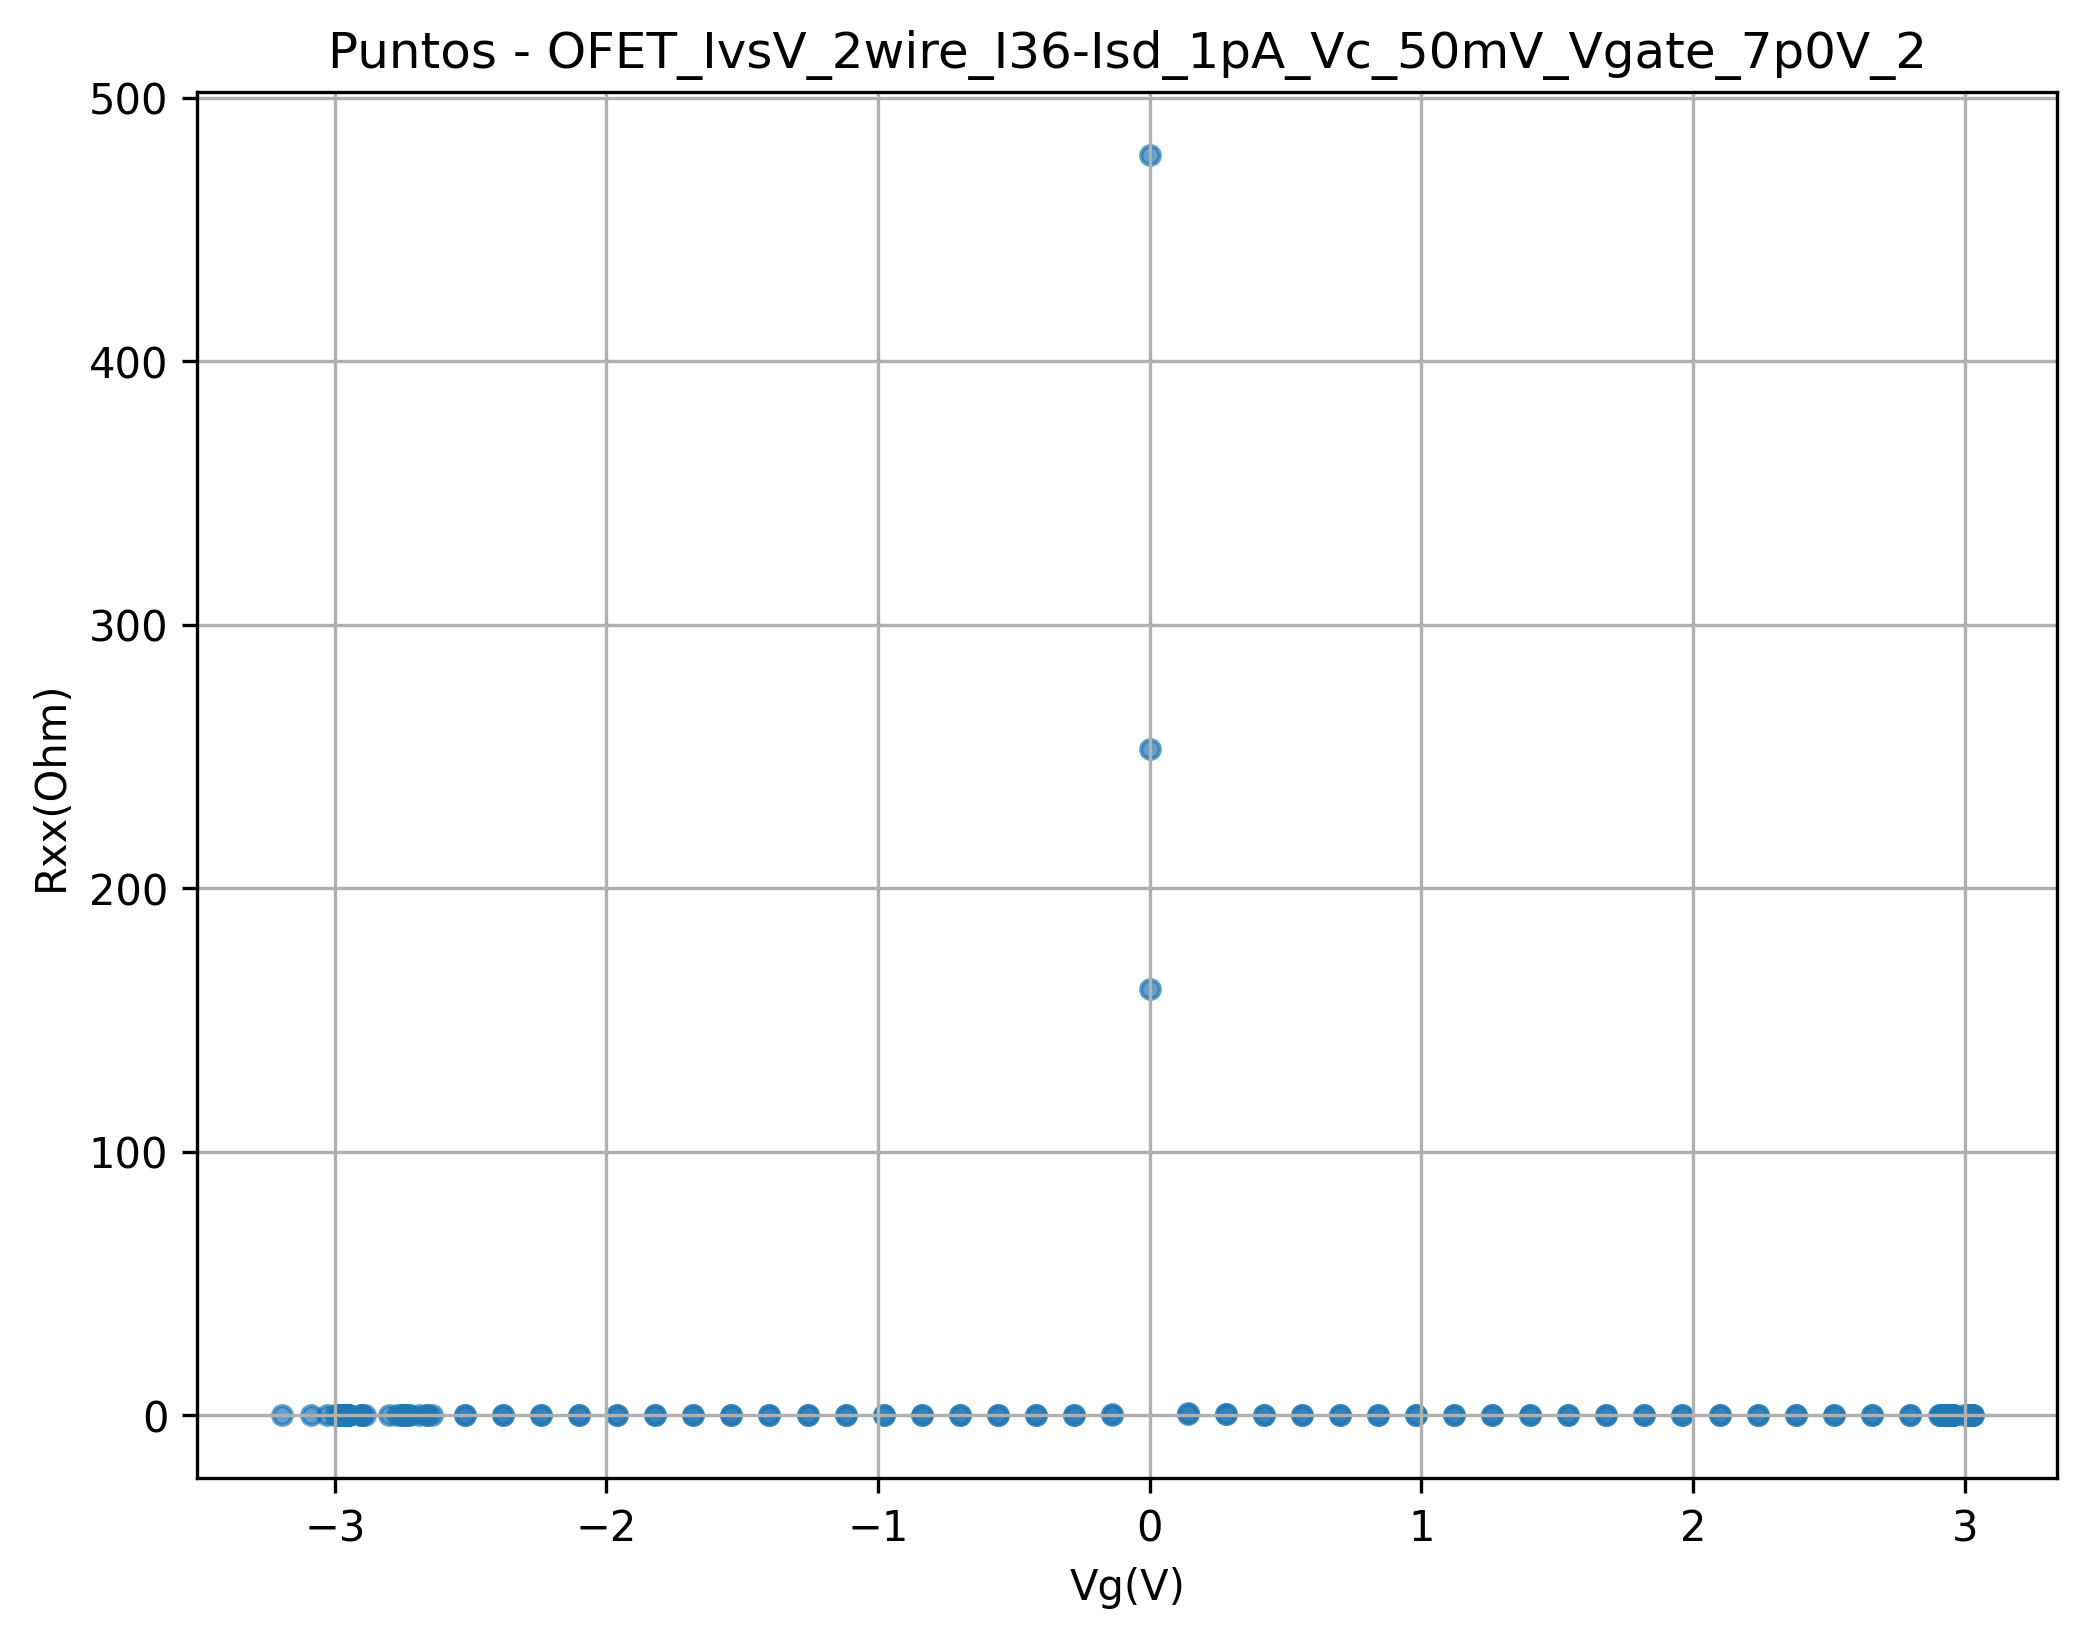 Puntos - OFET_IvsV_2wire_I36-Isd_1pA_Vc_50mV_Vgate_7p0V_2
500
400
300
200
100
0
Rxx(Ohm)
−3 −2 −1 0 1 2 3
Vg(V)